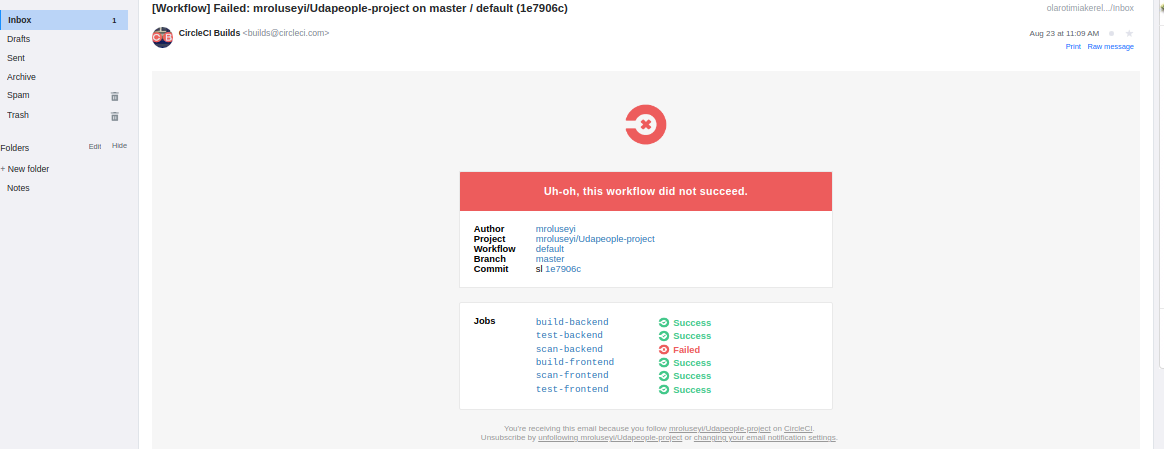 Inbox 1
Drafts
Sent
Archive
Spam
Trash
Folders Edit Hide
+ New folder
Notes
[Workflow] Failed: mroluseyi/Udapeople-project on master / default (1e7906c)
olarotimiakerel.../Inbox
CB
CircleCI Builds <builds@circleci.com>
Aug 23 at 11:09 AM
Print Raw message
Uh-oh, this workflow did not succeed.
Author mroluseyi
Project mroluseyi/Udapeople-project
Workflow default
Branch master
Commit sl 1e7906c
Jobs build-backend Success
test-backend Success
scan-backend Failed
build-frontend Success
scan-frontend Success
test-frontend Success
You're receiving this email because you follow mroluseyi/Udapeople-project on CircleCI.
Unsubscribe by unfollowing mroluseyi/Udapeople-project or changing your email notification settings.